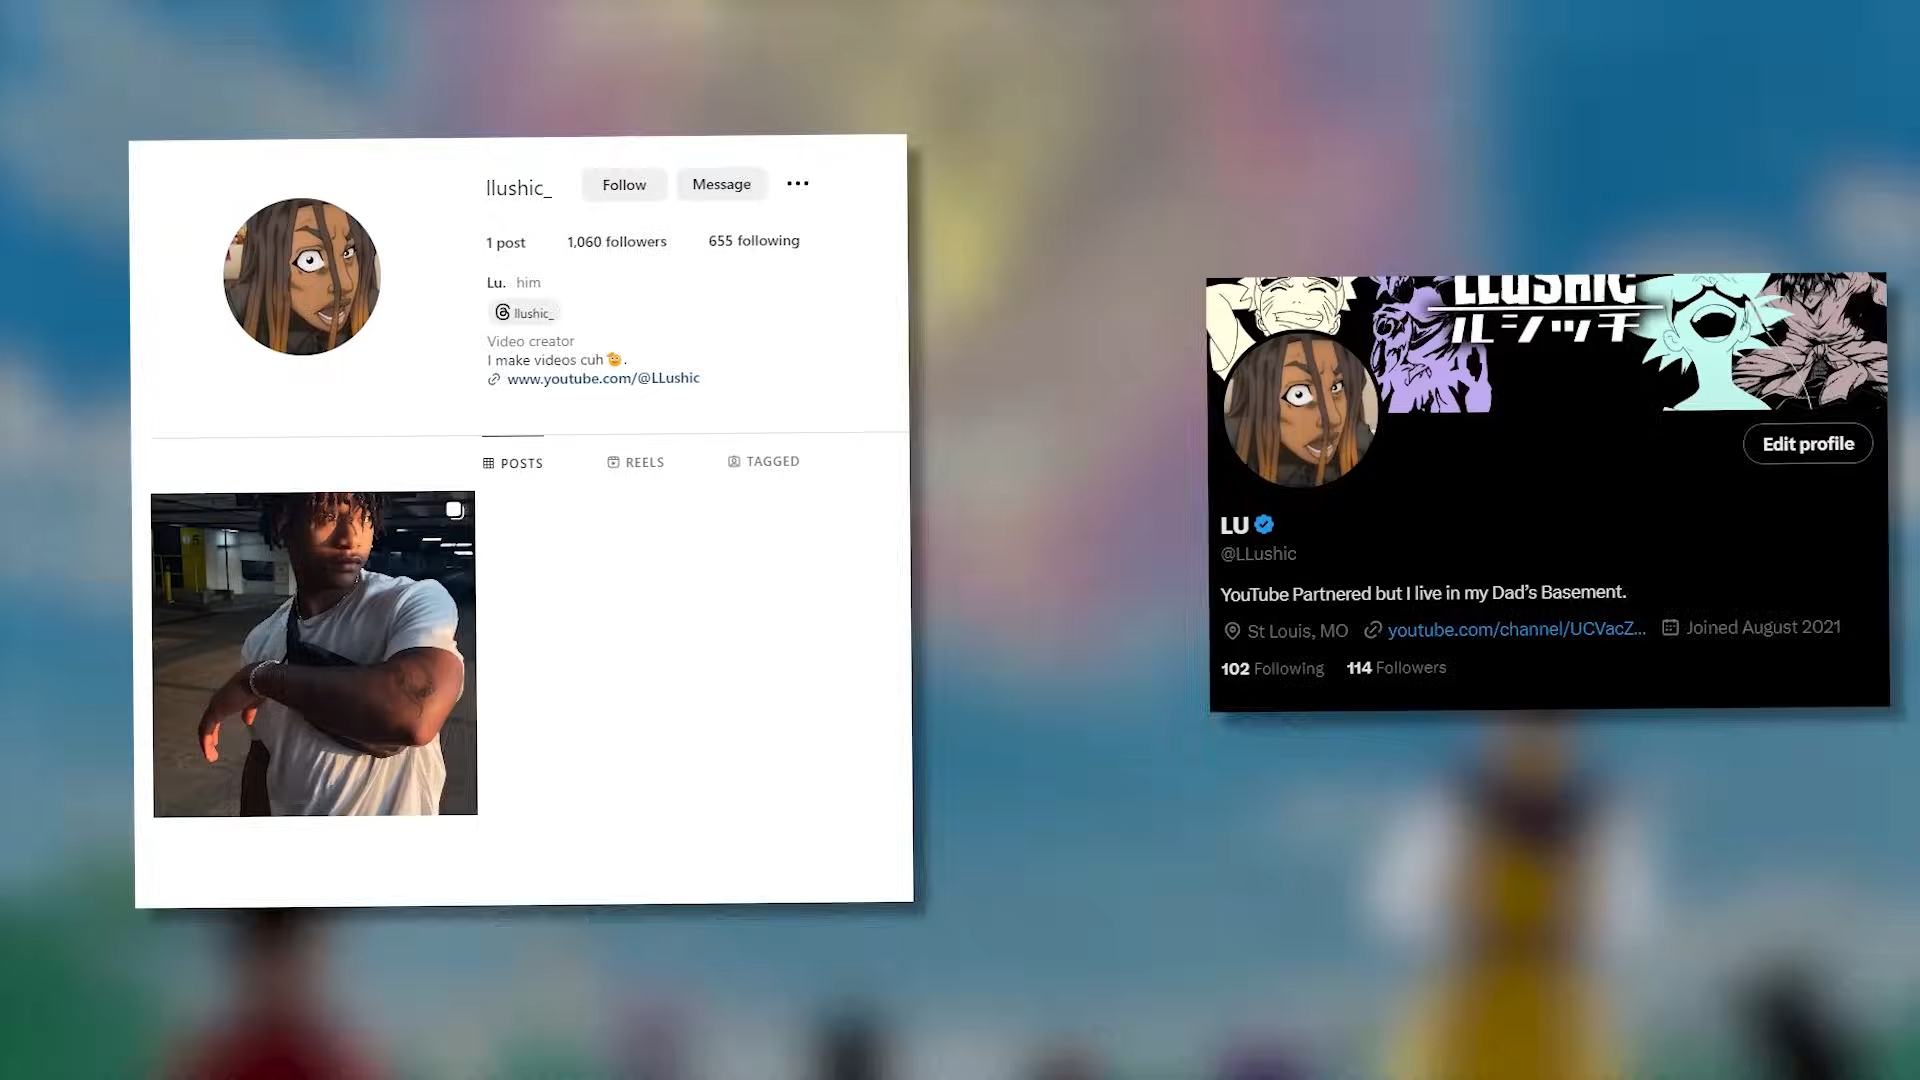 llushic_ Follow Message
1 post 1,060 followers 655 following
Lu. him
llushic_
Video creator
I make videos cuh🫡.
www.youtube.com/@LLushic
POSTS REELS TAGGED
LLUSHIC
ルシッチ
Edit profile
LU
@LLushic
YouTube Partnered but I live in my Dad's Basement.
St Louis, MO youtube.com/channel/UCVacZ... Joined August 2021
102 Following 114 Followers